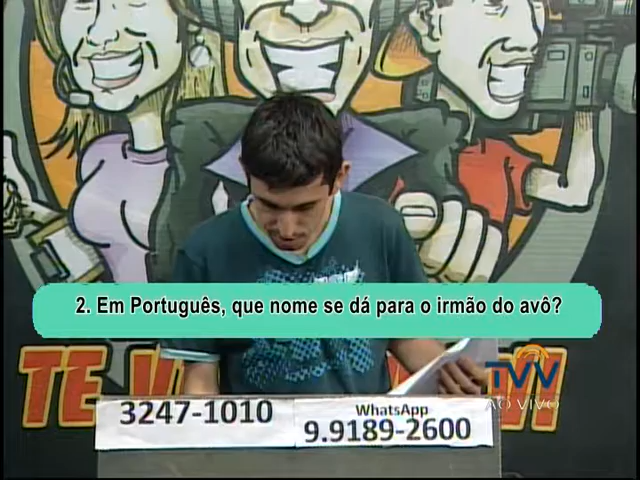 2. Em Português, que nome se dá para o irmão do avô?
TE V
TVV
AO VIVO
3247-1010
WhatsApp
9.9189-2600